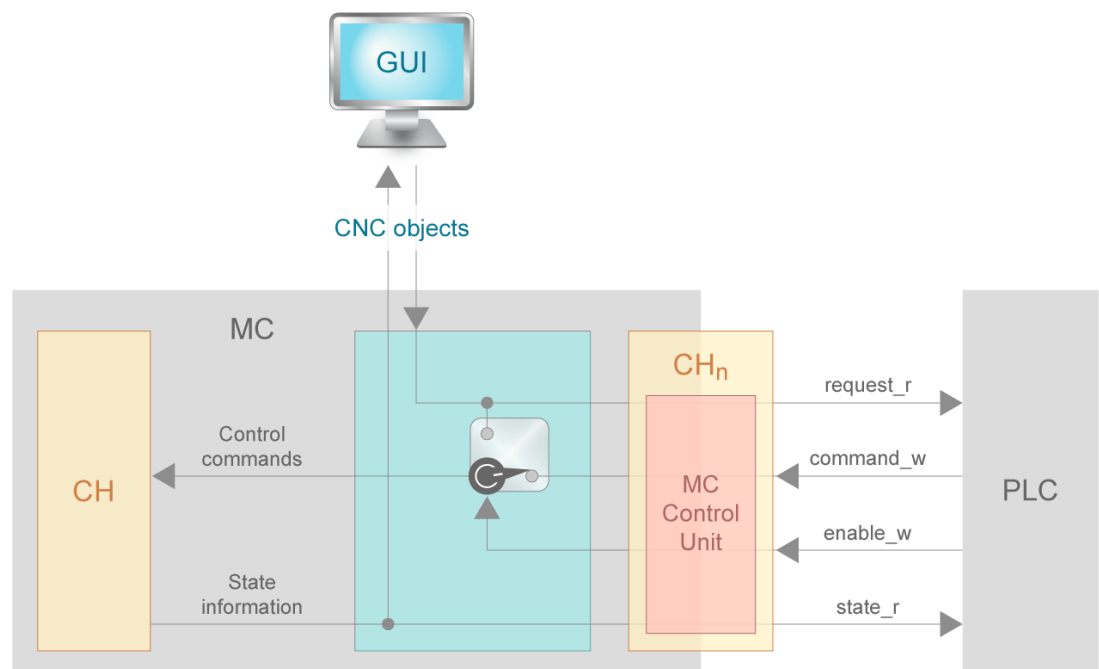 GUI
CNC objects
MC
CH
Control
commands
State
information
CHn
MC
Control
Unit
request_r
command_w
enable_w
state_r
PLC